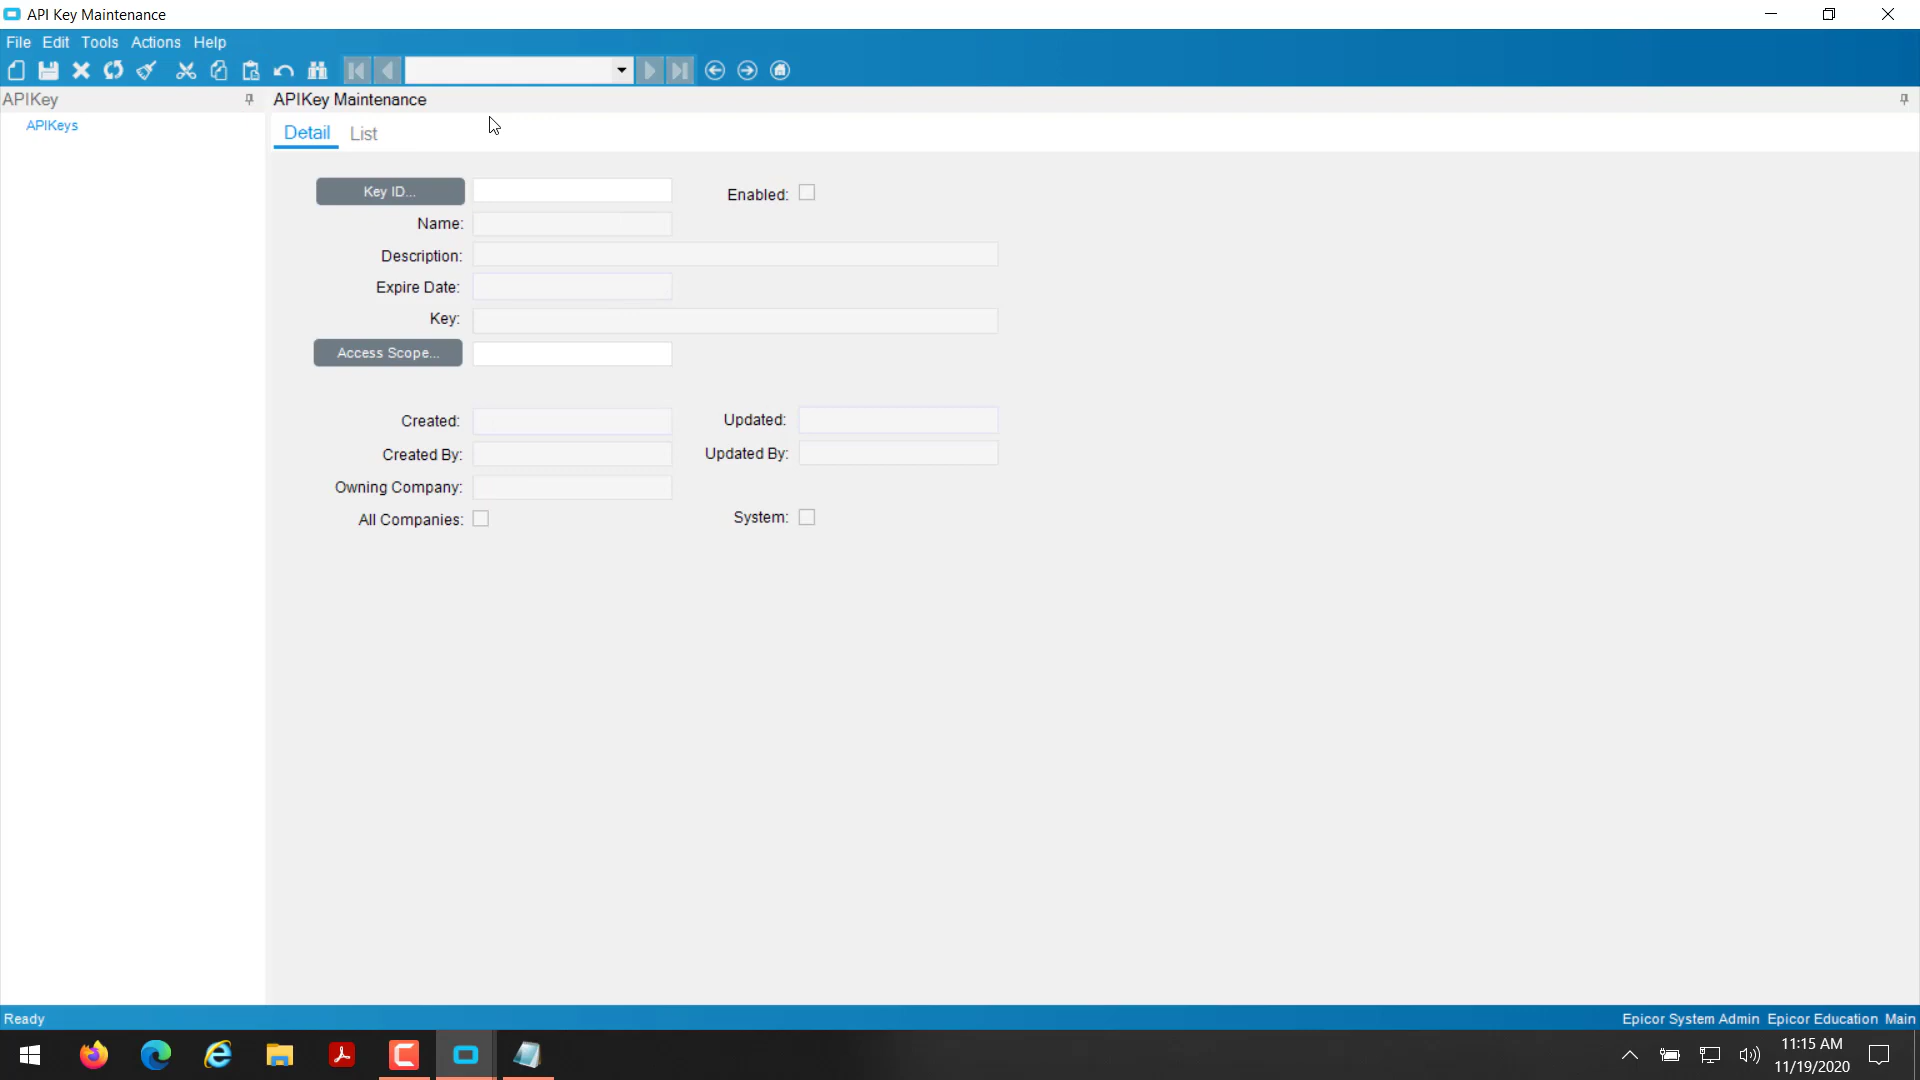 API Key Maintenance
File Edit Tools Actions Help
APIKey
APIKey Maintenance
APIKeys
Detail List
Key ID...
Enabled:
Name:
Description:
Expire Date:
Key:
Access Scope...
Created:
Updated:
Created By:
Updated By:
Owning Company:
All Companies:
System:
Ready
Epicor System Admin Epicor Education Main
11:15 AM
11/19/2020